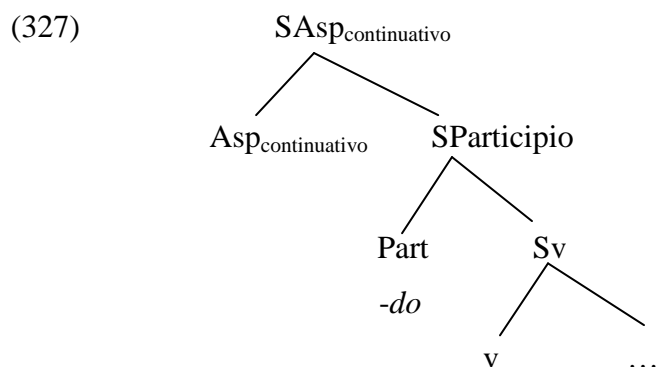 (327) SAspcontinuativo
Aspcontinuativo SParticipio
Part Sv
-do
v …